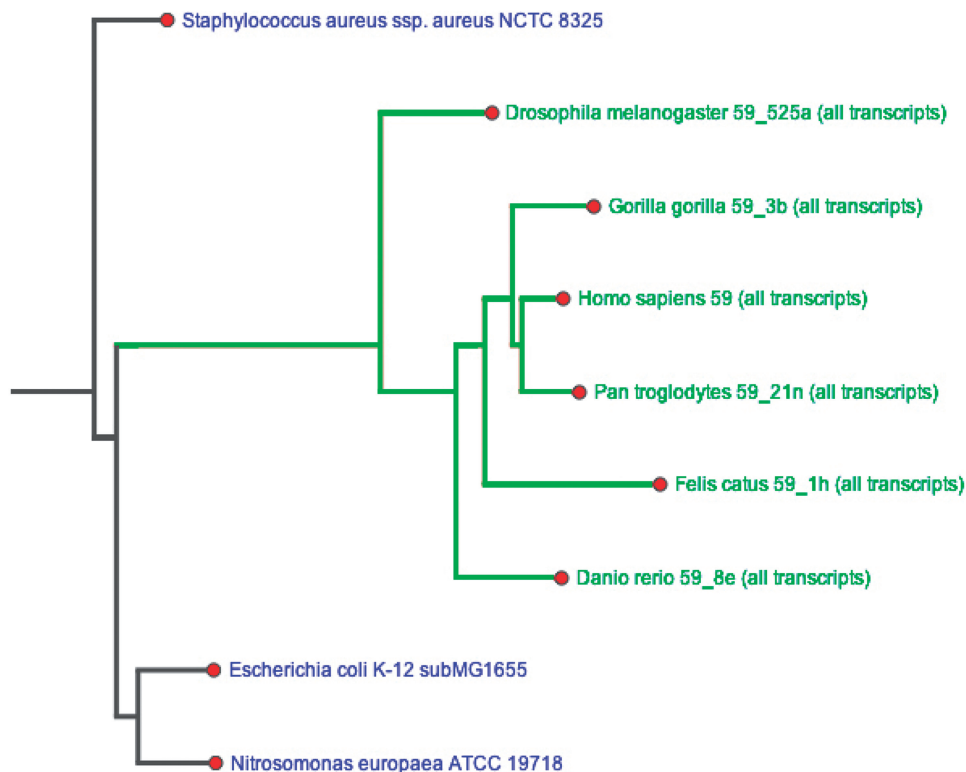 Staphylococcus aureus ssp. aureus NCTC 8325
Drosophila melanogaster 59_525a (all transcripts)
Gorilla gorilla 59_3b (all transcripts)
Homo sapiens 59 (all transcripts)
Pan troglodytes 59_21n (all transcripts)
Felis catus 59_1h (all transcripts)
Danio rerio 59_8e (all transcripts)
Escherichia coli K-12 subMG1655
Nitrosomonas europaea ATCC 19718